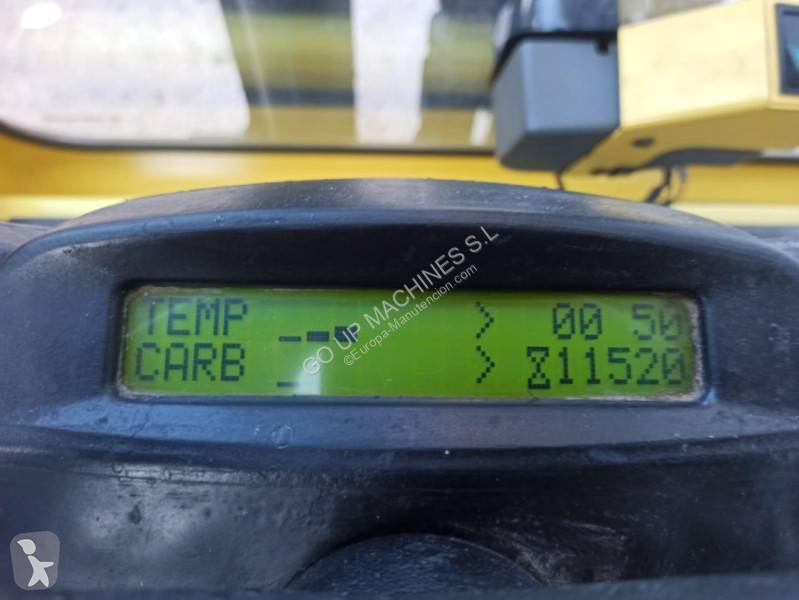 TEMP > 00 50
CARB > ⌛11520
GO UP MACHINES S.L
©Europa-Manutencion.com